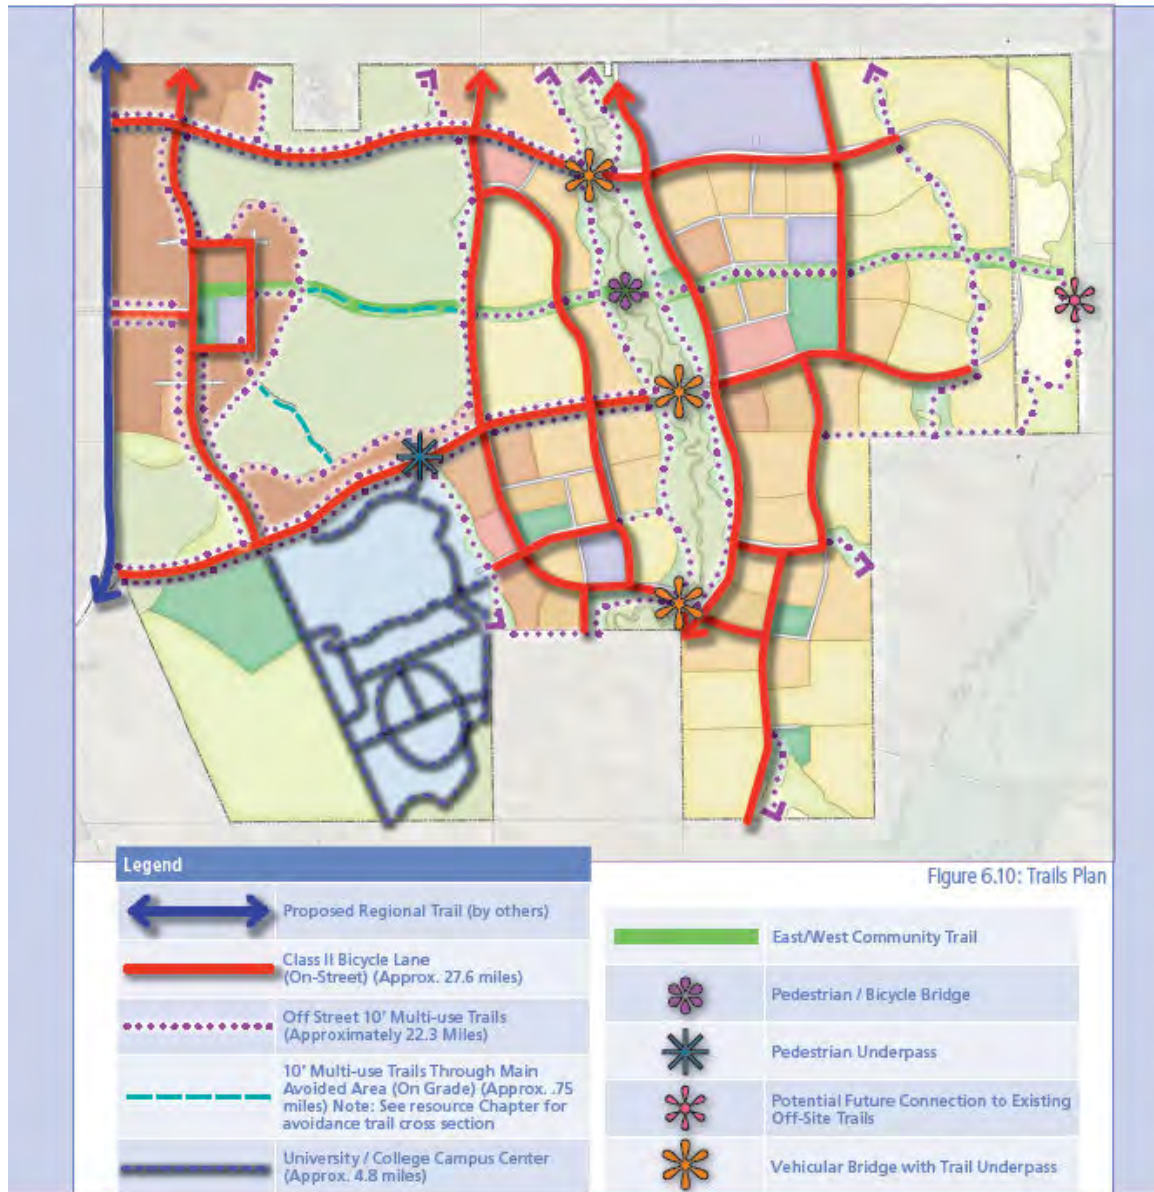 Figure 6.10: Trails Plan
Legend
Proposed Regional Trail (by others)
Class II Bicycle Lane
(On-Street) (Approx. 27.6 miles)
Off Street 10' Multi-use Trails
(Approximately 22.3 Miles)
10' Multi-use Trails Through Main
Avoided Area (On Grade) (Approx. .75
miles) Note: See resource Chapter for
avoidance trail cross section
University / College Campus Center
(Approx. 4.8 miles)
East/West Community Trail
Pedestrian / Bicycle Bridge
Pedestrian Underpass
Potential Future Connection to Existing
Off-Site Trails
Vehicular Bridge with Trail Underpass